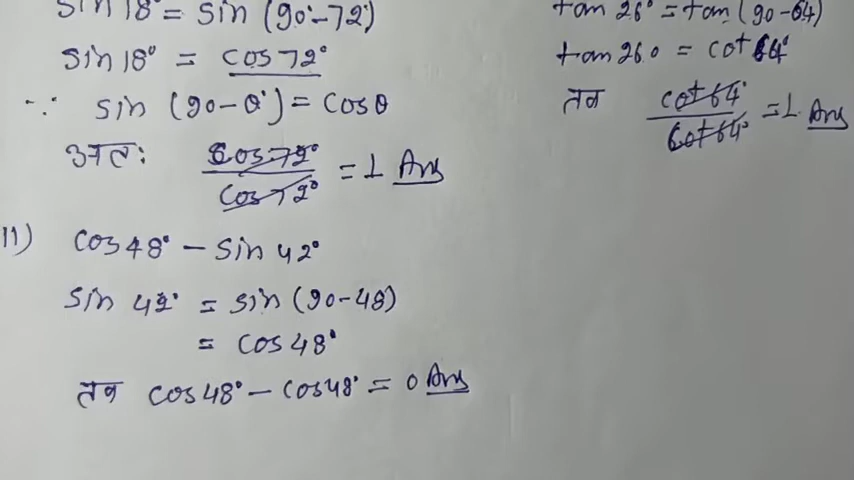 sin 18° = sin (90°-72°)
sin 18° = cos 72°
∵ sin (90-θ°) = cosθ
अतः cos 72° / cos 72° = 1 Ans
11) cos 48° - sin 42°
sin 42° = sin (90-48)
= cos 48°
तब cos 48° - cos 48° = 0 Ans
tan 26° = tan (90-64)
tan 26° = cot 64°
तब cot 64° / cot 64° = 1 Ans